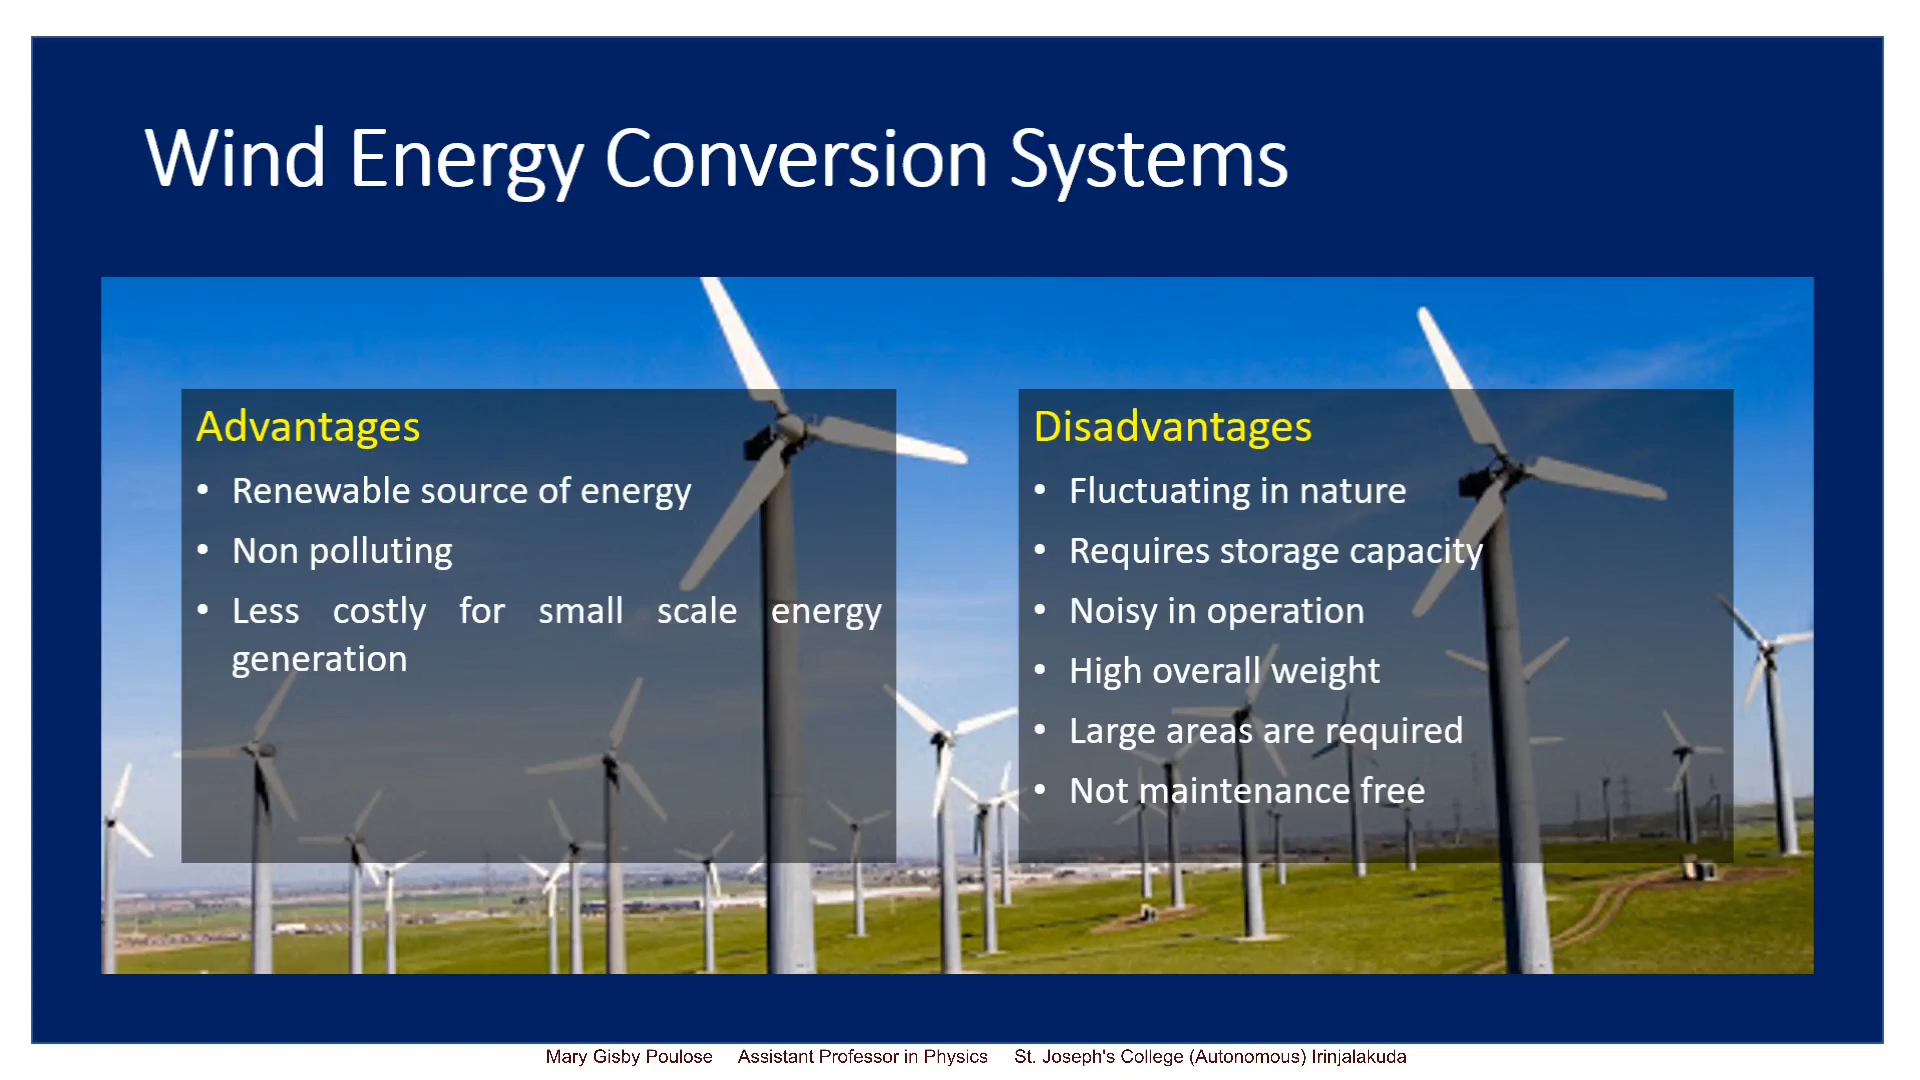 Wind Energy Conversion Systems
Advantages
• Renewable source of energy
• Non polluting
• Less costly for small scale energy
generation
Disadvantages
• Fluctuating in nature
• Requires storage capacity
• Noisy in operation
• High overall weight
• Large areas are required
• Not maintenance free
Mary Gisby Poulose Assistant Professor in Physics St. Joseph's College (Autonomous) Irinjalakuda